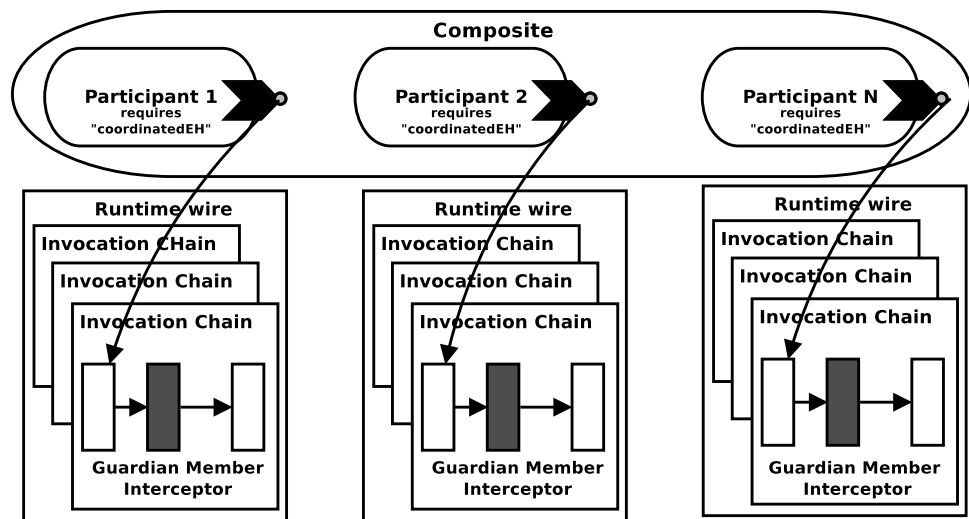 Composite
Participant 1
requires
"coordinatedEH"
Participant 2
requires
"coordinatedEH"
Participant N
requires
"coordinatedEH"
Runtime wire
Invocation CHain
Invocation Chain
Invocation Chain
Guardian Member
Interceptor
Runtime wire
Invocation Chain
Invocation Chain
Invocation Chain
Guardian Member
Interceptor
Runtime wire
Invocation Chain
Invocation Chain
Invocation Chain
Guardian Member
Interceptor